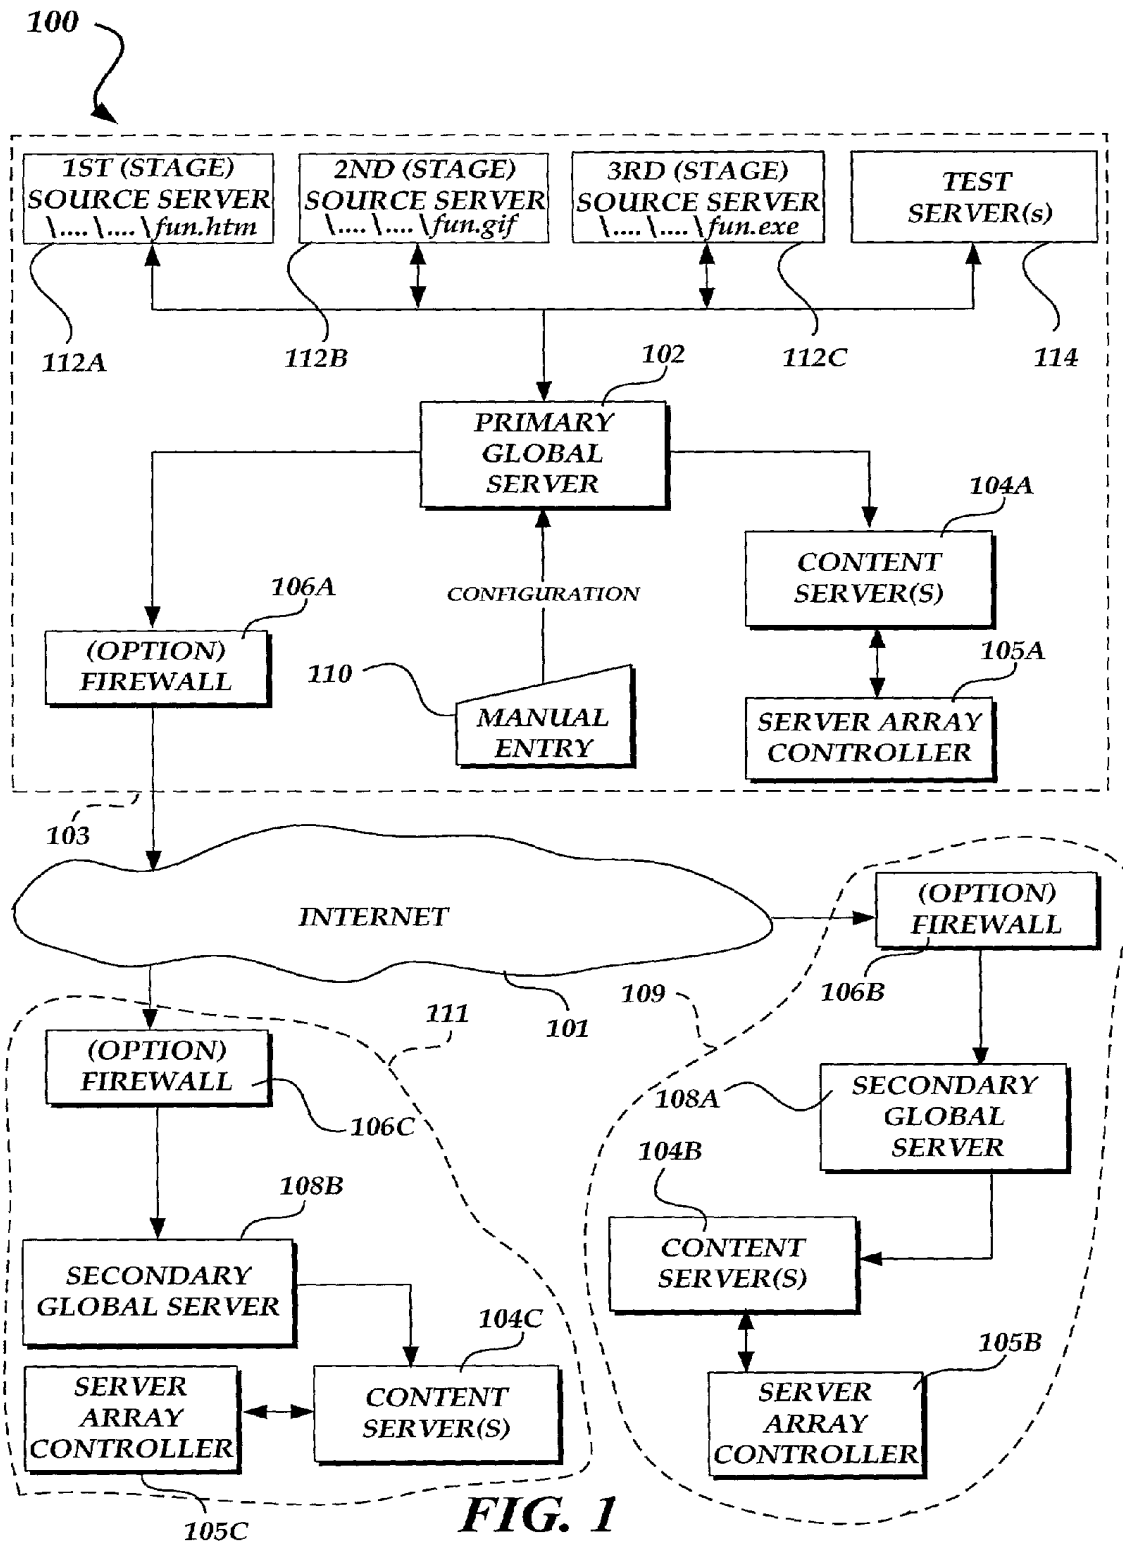 100
1ST (STAGE)
SOURCE SERVER
\....\....\fun.htm
2ND (STAGE)
SOURCE SERVER
\....\....\fun.gif
3RD (STAGE)
SOURCE SERVER
\....\....\fun.exe
TEST
SERVER(s)
112A
112B
102
112C
114
PRIMARY
GLOBAL
SERVER
104A
CONTENT
SERVER(S)
CONFIGURATION
106A
(OPTION)
FIREWALL
110
MANUAL
ENTRY
105A
SERVER ARRAY
CONTROLLER
103
INTERNET
101
(OPTION)
FIREWALL
106B
109
111
(OPTION)
FIREWALL
106C
108A
SECONDARY
GLOBAL
SERVER
104B
CONTENT
SERVER(S)
108B
SECONDARY
GLOBAL SERVER
104C
CONTENT
SERVER(S)
SERVER
ARRAY
CONTROLLER
105C
105B
SERVER
ARRAY
CONTROLLER
FIG. 1